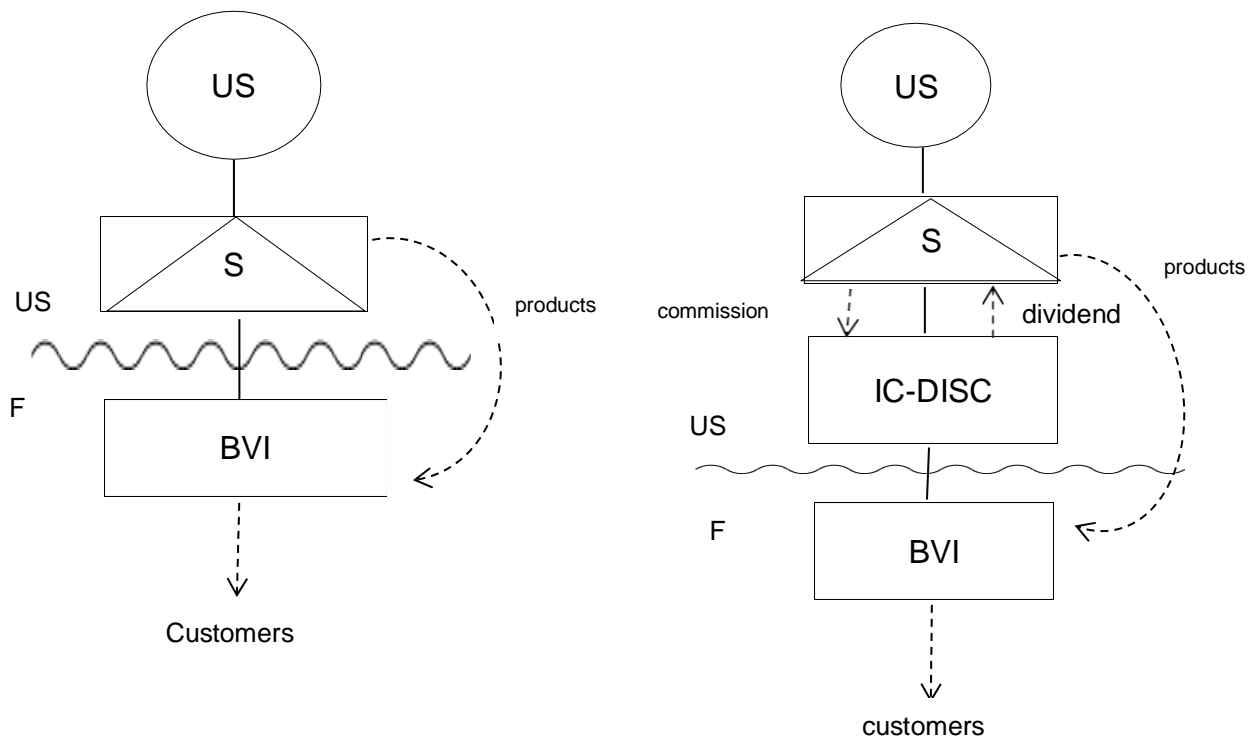 US
S
US
products
F
BVI
Customers
US
S
products
commission
dividend
IC-DISC
US
F
BVI
customers